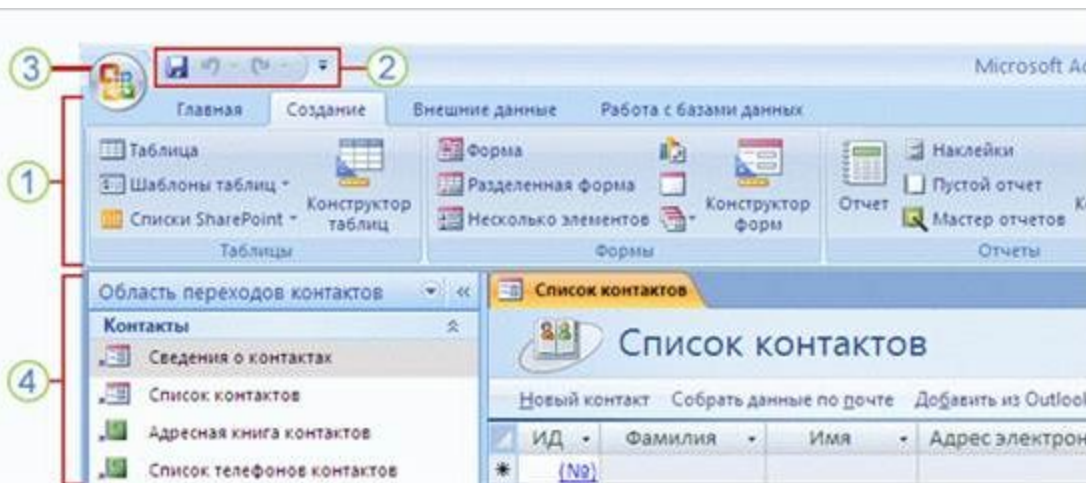 3
2
Microsoft Ac
Главная Создание Внешние данные Работа с базами данных
1
Таблица
Шаблоны таблиц
Списки SharePoint
Конструктор
таблиц
Таблицы
Форма
Разделенная форма
Несколько элементов
Конструктор
форм
Формы
Отчет
Наклейки
Пустой отчет
Мастер отчетов
Отчеты
4
Область переходов контактов
Контакты
Сведения о контактах
Список контактов
Адресная книга контактов
Список телефонов контактов
Список контактов
Список контактов
Новый контакт Собрать данные по почте Добавить из Outlook
ИД Фамилия Имя Адрес электрон
* (№)